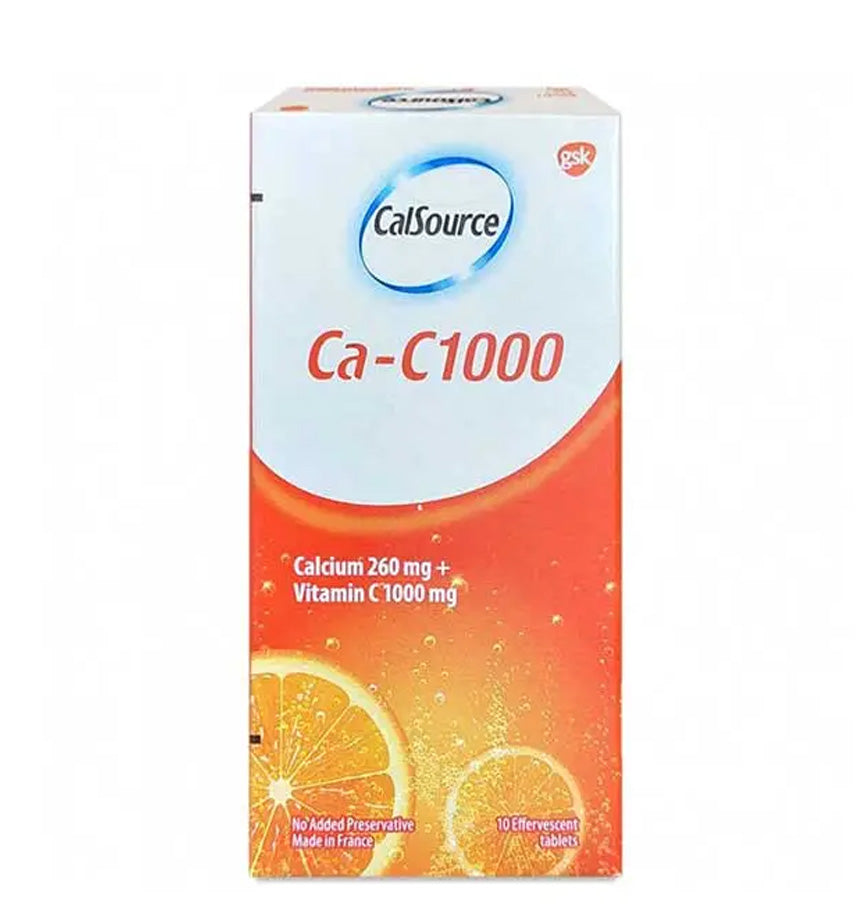 CalSource
gsk
CalSource
Ca-C1000
Calcium 260 mg +
Vitamin C 1000 mg
No Added Preservative
Made in France
10 Effervescent
tablets